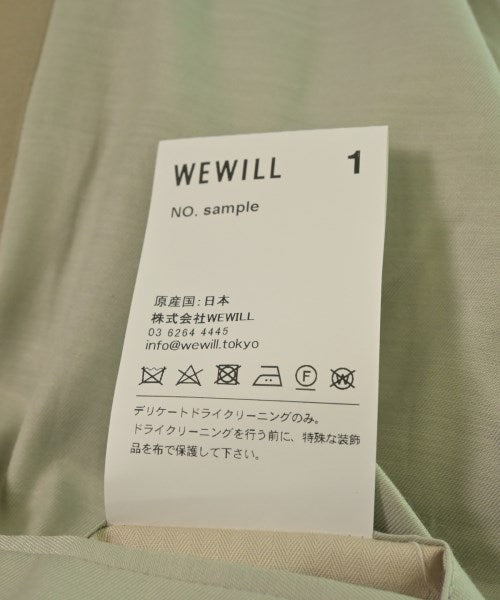 WEWILL 1
NO. sample
原産国:日本
株式会社WEWILL
03 6264 4445
info@wewill.tokyo
F W
デリケートドライクリーニングのみ。
ドライクリーニングを行う前に、特殊な装飾
品を布で保護して下さい。